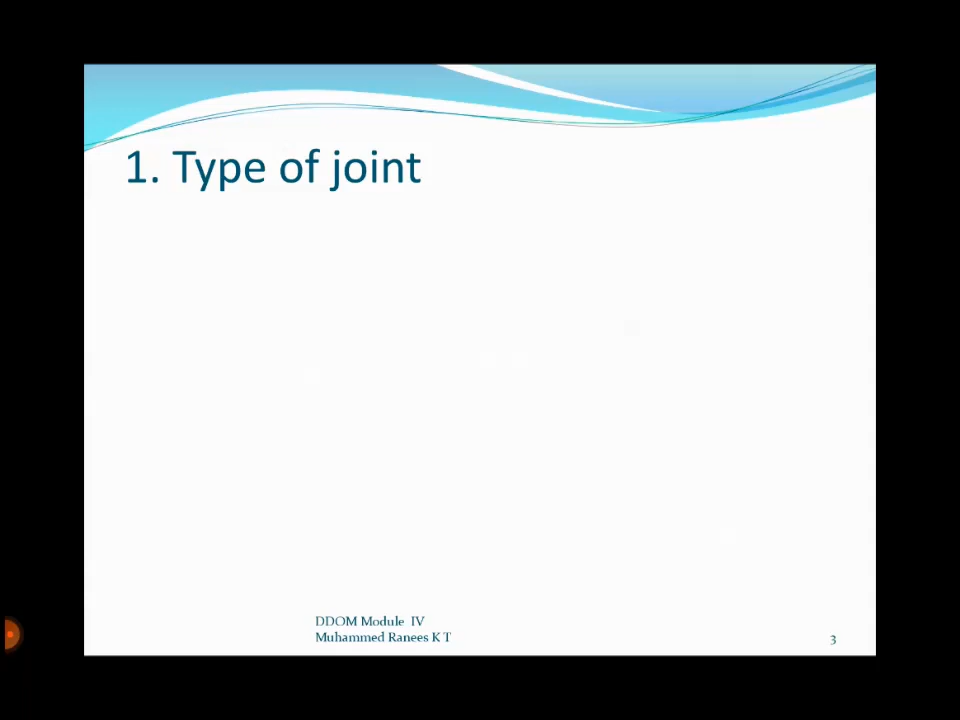 1. Type of joint
DDOM Module IV
Muhammed Ranees K T
3